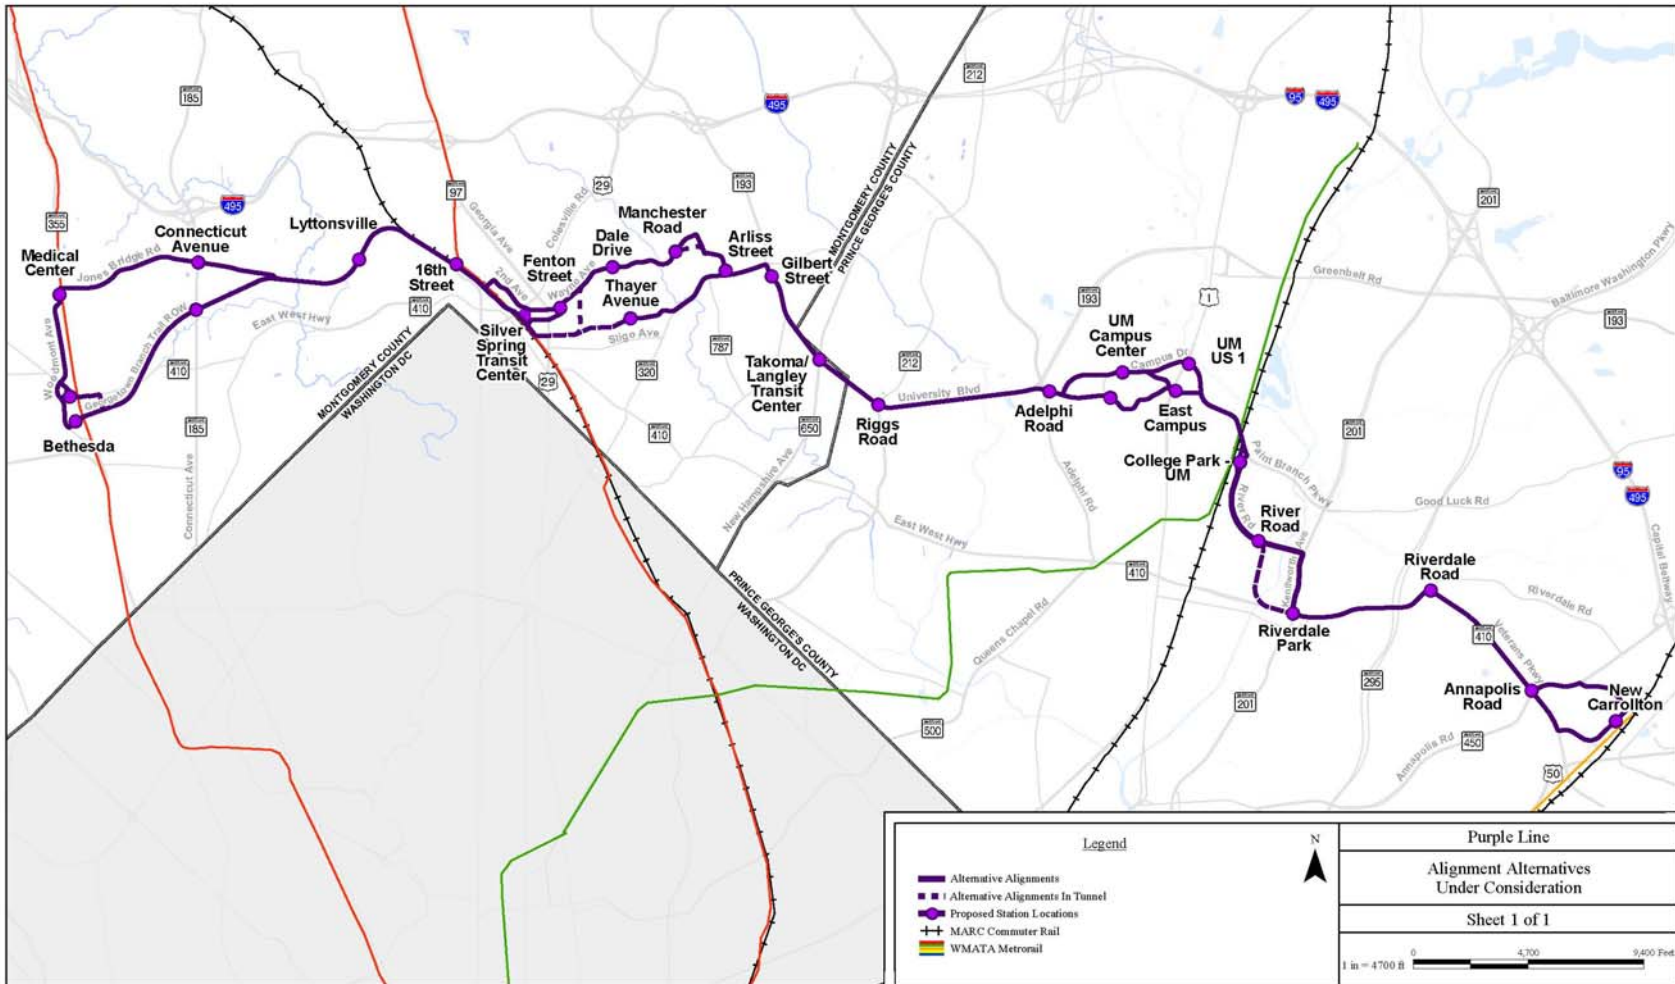 212
185
495
95
495
MONTGOMERY COUNTY
PRINCE GEORGE'S COUNTY
97
29
193
201
355
495
Georgia Ave
Colesville Rd
Manchester
Road
Lyttonsville
Connecticut
Avenue
Medical
Center
Jones Bridge Rd
Dale
Drive
Arliss
Street
Fenton
Street
Wayne Ave
16th
Street
2nd Ave
Gilbert
Street
Thayer
Avenue
Greenbelt Rd
Baltimore Washington Pkwy
193
1
193
410
East West Hwy
Sligo Ave
Woodmont Ave
Georgetown Branch Trail ROW
410
Silver
Spring
Transit
Center
29
320
787
UM
Campus
Center
UM
US 1
Campus Dr
212
Takoma/
Langley
Transit
Center
University Blvd
MONTGOMERY COUNTY
WASHINGTON DC
Bethesda
185
410
650
Riggs
Road
Adelphi
Road
East
Campus
201
College Park -
UM
Paint Branch Pkwy
95
495
Connecticut Ave
New Hampshire Ave
Adelphi Rd
River Rd
Good Luck Rd
River
Road
East West Hwy
Kenilworth Ave
Capital Beltway
410
Riverdale
Road
Riverdale Rd
PRINCE GEORGE'S COUNTY
WASHINGTON DC
Queens Chapel Rd
Riverdale
Park
410
Veterans Pkwy
295
201
Annapolis
Road
New
Carrollton
500
Annapolis Rd
450
50
Legend
Alternative Alignments
Alternative Alignments In Tunnel
Proposed Station Locations
MARC Commuter Rail
WMATA Metrorail
N
Purple Line
Alignment Alternatives
Under Consideration
Sheet 1 of 1
0 4,700 9,400 Feet
1 in = 4700 ft